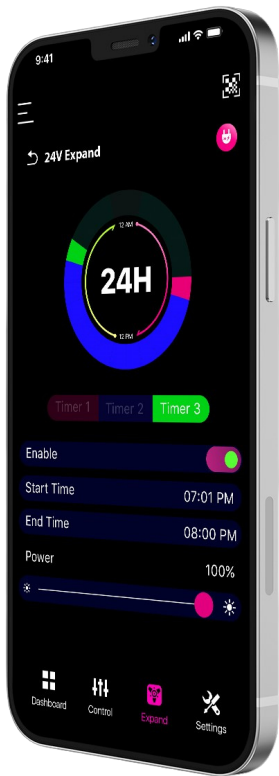 9:41
24V Expand
12 AM
24H
12 PM
Timer 1 Timer 2 Timer 3
Enable
Start Time 07:01 PM
End Time 08:00 PM
Power 100%
Dashboard Control Expand Settings